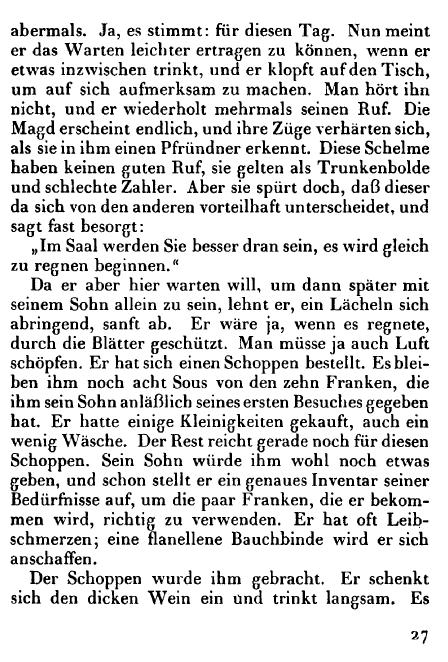 abermals. Ja, es stimmt: für diesen Tag. Nun meint
er das Warten leichter ertragen zu können, wenn er
etwas inzwischen trinkt, und er klopft auf den Tisch,
um auf sich aufmerksam zu machen. Man hört ihn
nicht, und er wiederholt mehrmals seinen Ruf. Die
Magd erscheint endlich, und ihre Züge verhärten sich,
als sie in ihm einen Pfründner erkennt. Diese Schelme
haben keinen guten Ruf, sie gelten als Trunkenbolde
und schlechte Zahler. Aber sie spürt doch, daß dieser
da sich von den anderen vorteilhaft unterscheidet, und
sagt fast besorgt:
„Im Saal werden Sie besser dran sein, es wird gleich
zu regnen beginnen.“
Da er aber hier warten will, um dann später mit
seinem Sohn allein zu sein, lehnt er, ein Lächeln sich
abringend, sanft ab. Er wäre ja, wenn es regnete,
durch die Blätter geschützt. Man müsse ja auch Luft
schöpfen. Er hat sich einen Schoppen bestellt. Es blei-
ben ihm noch acht Sous von den zehn Franken, die
ihm sein Sohn anläßlich seines ersten Besuches gegeben
hat. Er hatte einige Kleinigkeiten gekauft, auch ein
wenig Wäsche. Der Rest reicht gerade noch für diesen
Schoppen. Sein Sohn würde ihm wohl noch etwas
geben, und schon stellt er ein genaues Inventar seiner
Bedürfnisse auf, um die paar Franken, die er bekom-
men wird, richtig zu verwenden. Er hat oft Leib-
schmerzen; eine flanellene Bauchbinde wird er sich
anschaffen.
Der Schoppen wurde ihm gebracht. Er schenkt
sich den dicken Wein ein und trinkt langsam. Es
27